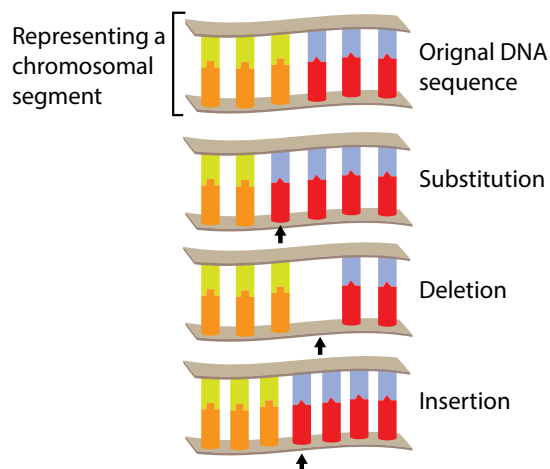 Representing a
chromosomal
segment
Orignal DNA
sequence
Substitution
Deletion
Insertion